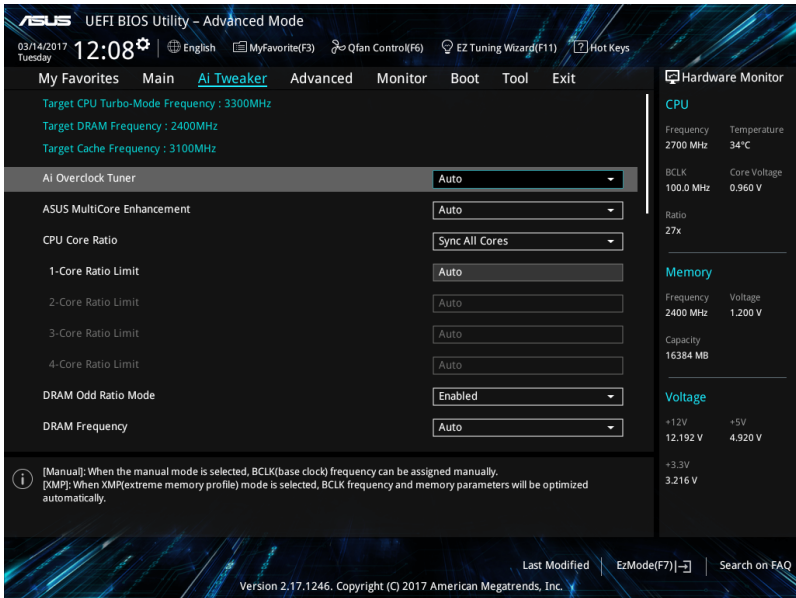 ASUS UEFI BIOS Utility – Advanced Mode
03/14/2017 Tuesday 12:08 English MyFavorite(F3) Qfan Control(F6) EZ Tuning Wizard(F11) ? Hot Keys
My Favorites Main Ai Tweaker Advanced Monitor Boot Tool Exit
Target CPU Turbo-Mode Frequency : 3300MHz
Target DRAM Frequency : 2400MHz
Target Cache Frequency : 3100MHz
Ai Overclock Tuner Auto
ASUS MultiCore Enhancement Auto
CPU Core Ratio Sync All Cores
1-Core Ratio Limit Auto
2-Core Ratio Limit Auto
3-Core Ratio Limit Auto
4-Core Ratio Limit Auto
DRAM Odd Ratio Mode Enabled
DRAM Frequency Auto
[Manual]: When the manual mode is selected, BCLK(base clock) frequency can be assigned manually.
[XMP]: When XMP(extreme memory profile) mode is selected, BCLK frequency and memory parameters will be optimized
automatically.
Hardware Monitor
CPU
Frequency Temperature
2700 MHz 34°C
BCLK Core Voltage
100.0 MHz 0.960 V
Ratio
27x
Memory
Frequency Voltage
2400 MHz 1.200 V
Capacity
16384 MB
Voltage
+12V +5V
12.192 V 4.920 V
+3.3V
3.216 V
Last Modified EzMode(F7) Search on FAQ
Version 2.17.1246. Copyright (C) 2017 American Megatrends, Inc.